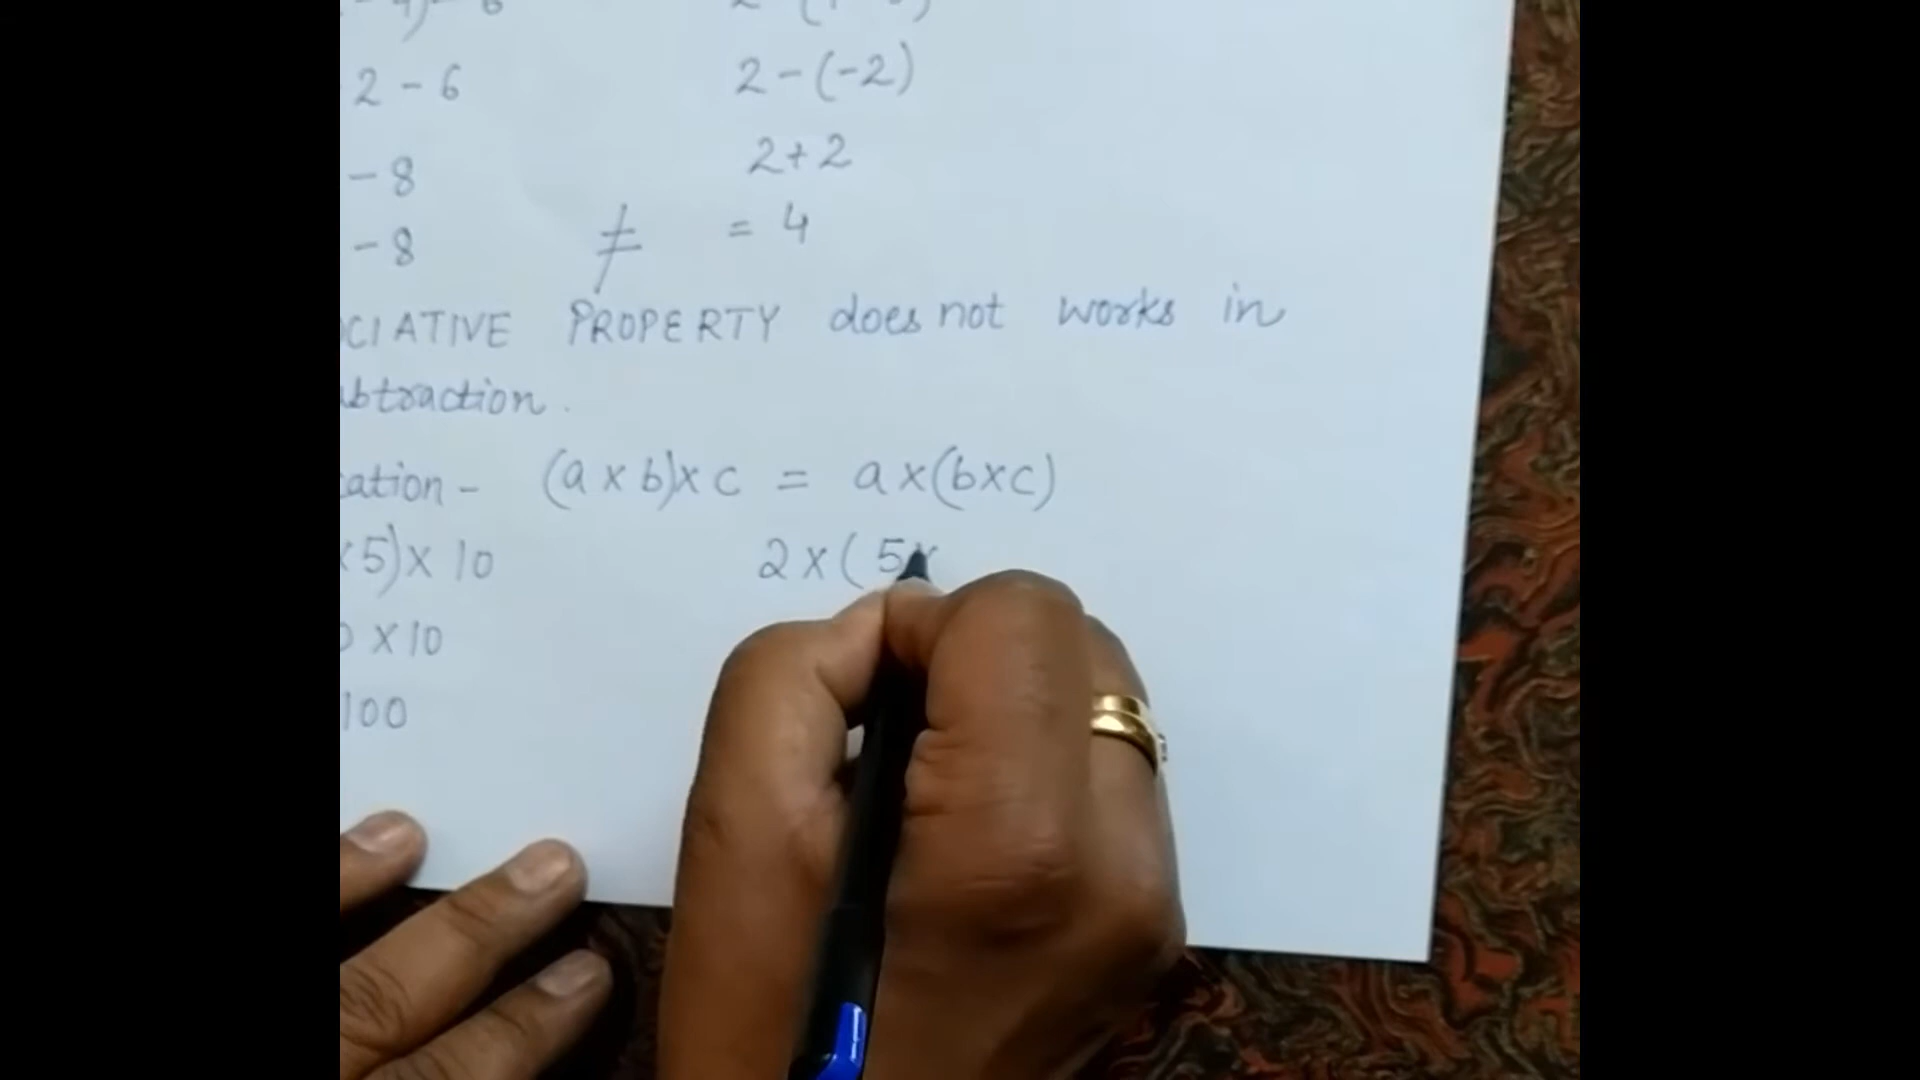 2 - 6 2 - (-2)
- 8 2 + 2
- 8 ≠ = 4
CIATIVE PROPERTY does not works in
btraction.
cation - (a x b) x c = a x (b x c)
5) x 10 2 x ( 5 x
x 10
100